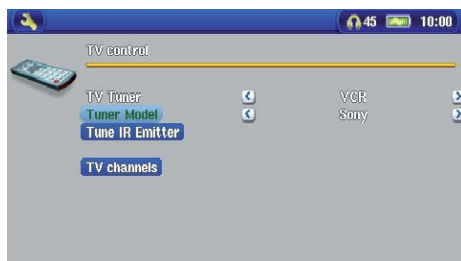 45 10:00
TV control
TV Tuner VCR
Tuner Model Sony
Tune IR Emitter
TV channels